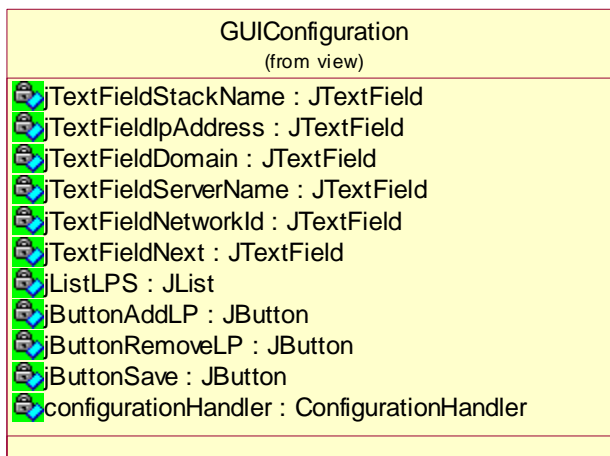 GUIConfiguration
(from view)
jTextFieldStackName : JTextField
jTextFieldIpAddress : JTextField
jTextFieldDomain : JTextField
jTextFieldServerName : JTextField
jTextFieldNetworkId : JTextField
jTextFieldNext : JTextField
jListLPS : JList
jButtonAddLP : JButton
jButtonRemoveLP : JButton
jButtonSave : JButton
configurationHandler : ConfigurationHandler